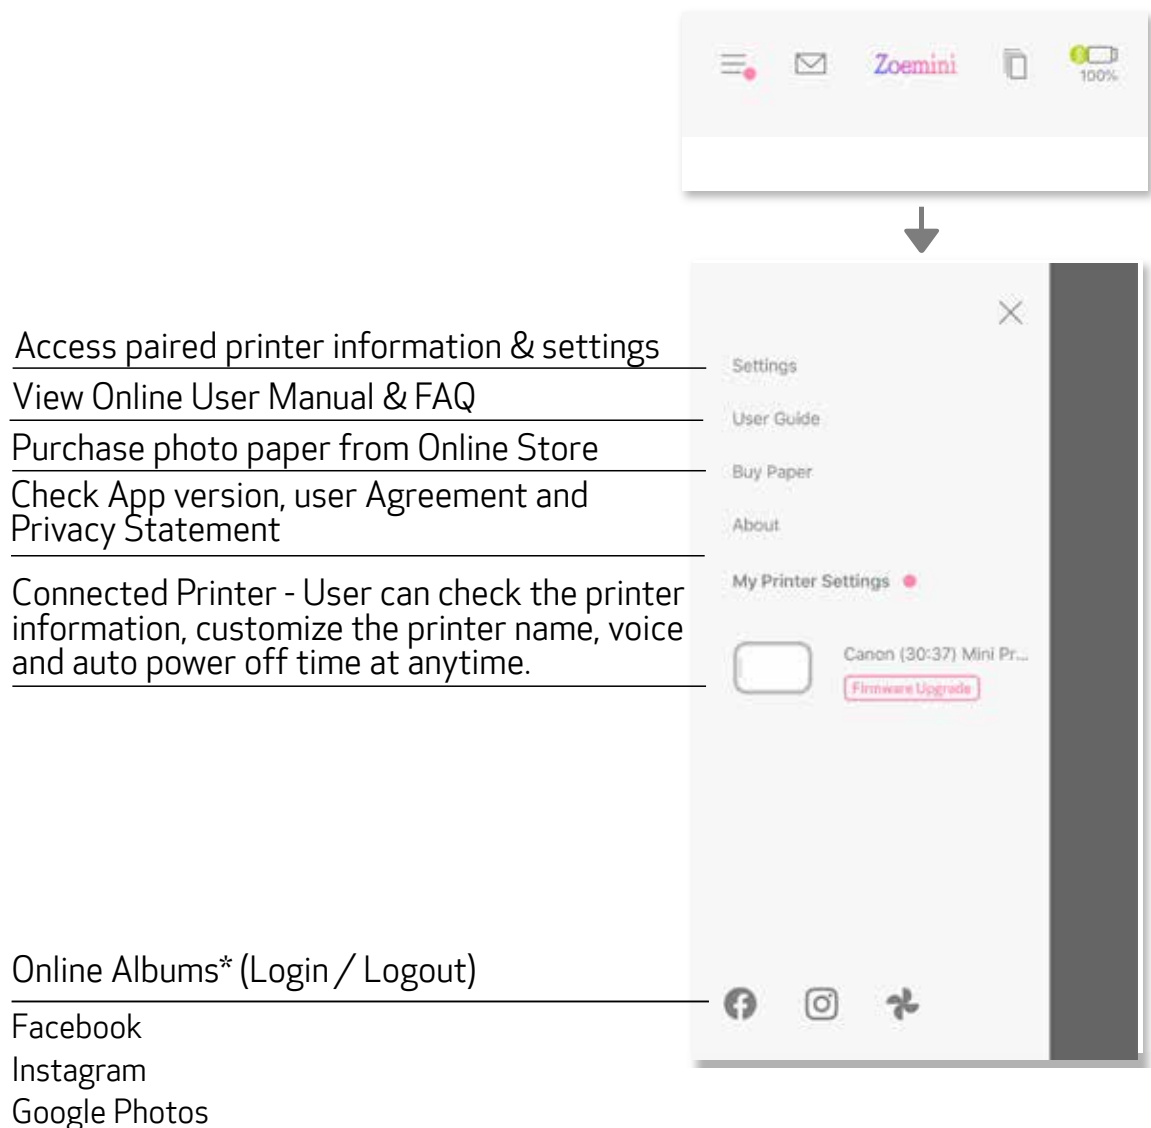 Zoemini
100%
Access paired printer information & settings
Settings
View Online User Manual & FAQ
User Guide
Purchase photo paper from Online Store
Buy Paper
Check App version, user Agreement and
Privacy Statement
About
Connected Printer - User can check the printer
information, customize the printer name, voice
and auto power off time at anytime.
My Printer Settings
Canon (30:37) Mini Pr...
Firmware Upgrade
Online Albums* (Login / Logout)
Facebook
Instagram
Google Photos